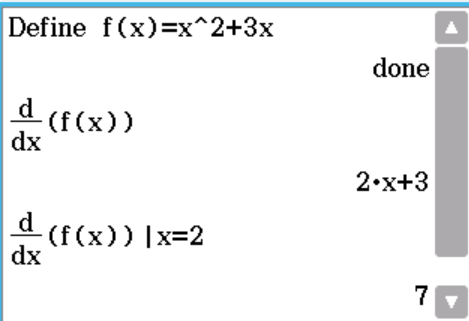 Define f(x)=x^2+3x
done
d/dx (f(x))
2·x+3
d/dx (f(x))|x=2
7